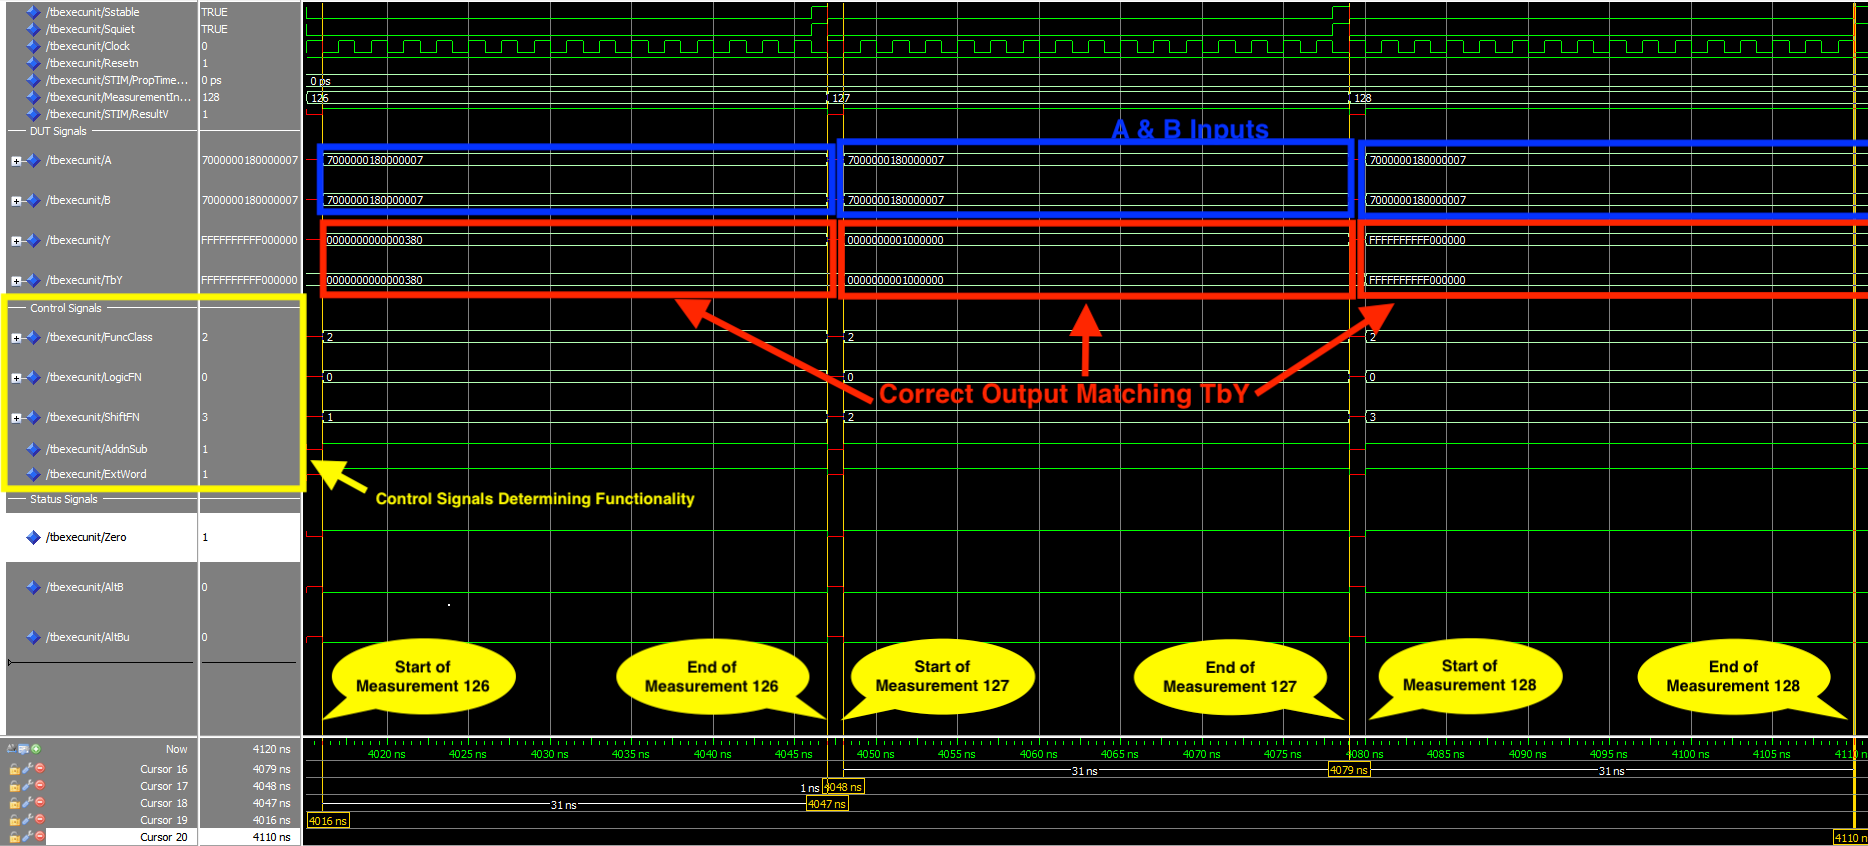 /tbexecunit/Sstable TRUE
/tbexecunit/Squiet TRUE
/tbexecunit/Clock 0
/tbexecunit/Resetn 1
/tbexecunit/STIM/PropTime... 0 ps 0 ps
/tbexecunit/MeasurementIn... 128 126 127 128
/tbexecunit/STIM/ResultV 1
DUT Signals
A & B Inputs
/tbexecunit/A 7000000180000007 7000000180000007 7000000180000007 7000000180000007
/tbexecunit/B 7000000180000007 7000000180000007 7000000180000007 7000000180000007
/tbexecunit/Y FFFFFFFFFF000000 0000000000000380 0000000001000000 FFFFFFFFFF000000
/tbexecunit/TbY FFFFFFFFFF000000 0000000000000380 0000000001000000 FFFFFFFFFF000000
Control Signals
/tbexecunit/FuncClass 2 2 2 2
/tbexecunit/LogicFN 0 0 0 0
Correct Output Matching TbY
/tbexecunit/ShiftFN 3 1 2 3
/tbexecunit/AddnSub 1
/tbexecunit/ExtWord 1
Control Signals Determining Functionality
Status Signals
/tbexecunit/Zero 1
/tbexecunit/AltB 0
/tbexecunit/AltBu 0
Start of
Measurement 126
End of
Measurement 126
Start of
Measurement 127
End of
Measurement 127
Start of
Measurement 128
End of
Measurement 128
Now 4120 ns 4020 ns 4025 ns 4030 ns 4035 ns 4040 ns 4045 ns 4050 ns 4055 ns 4060 ns 4065 ns 4070 ns 4075 ns 4080 ns 4085 ns 4090 ns 4095 ns 4100 ns 4105 ns
Cursor 16 4079 ns 31 ns 4079 ns 31 ns
Cursor 17 4048 ns 1 ns 4048 ns
Cursor 18 4047 ns 31 ns 4047 ns
Cursor 19 4016 ns 4016 ns
Cursor 20 4110 ns 4110 n